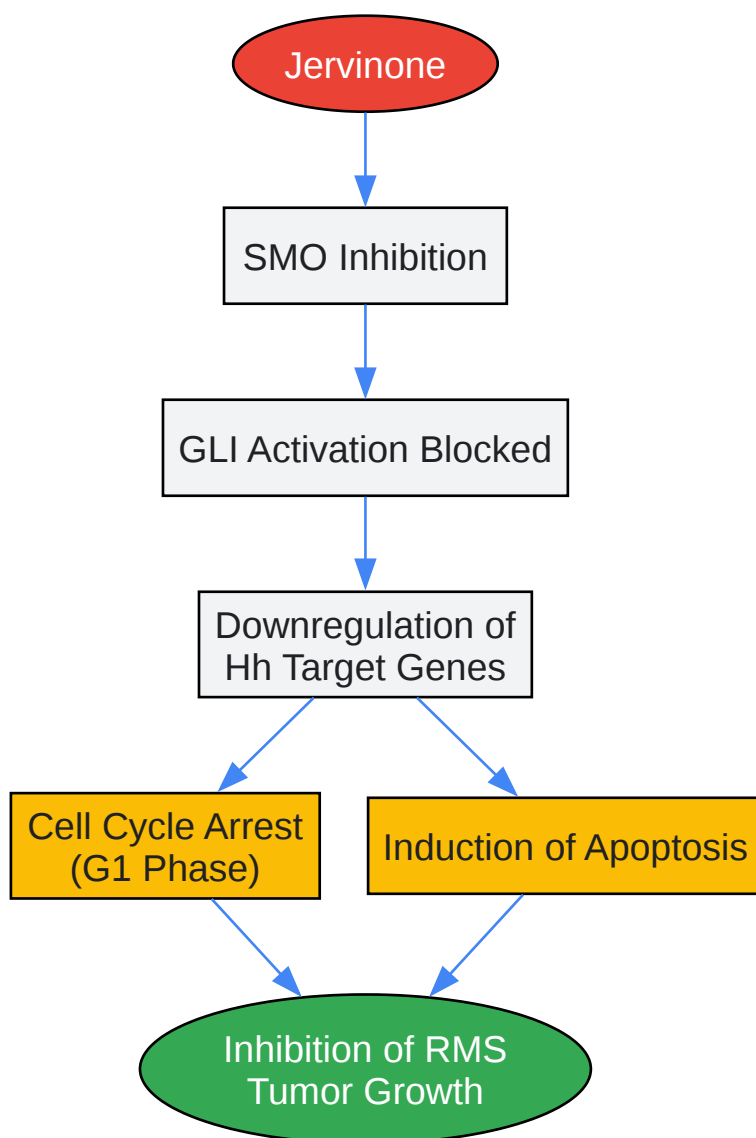 Jervinone
SMO Inhibition
GLI Activation Blocked
Downregulation of
Hh Target Genes
Cell Cycle Arrest
(G1 Phase)
Induction of Apoptosis
Inhibition of RMS
Tumor Growth